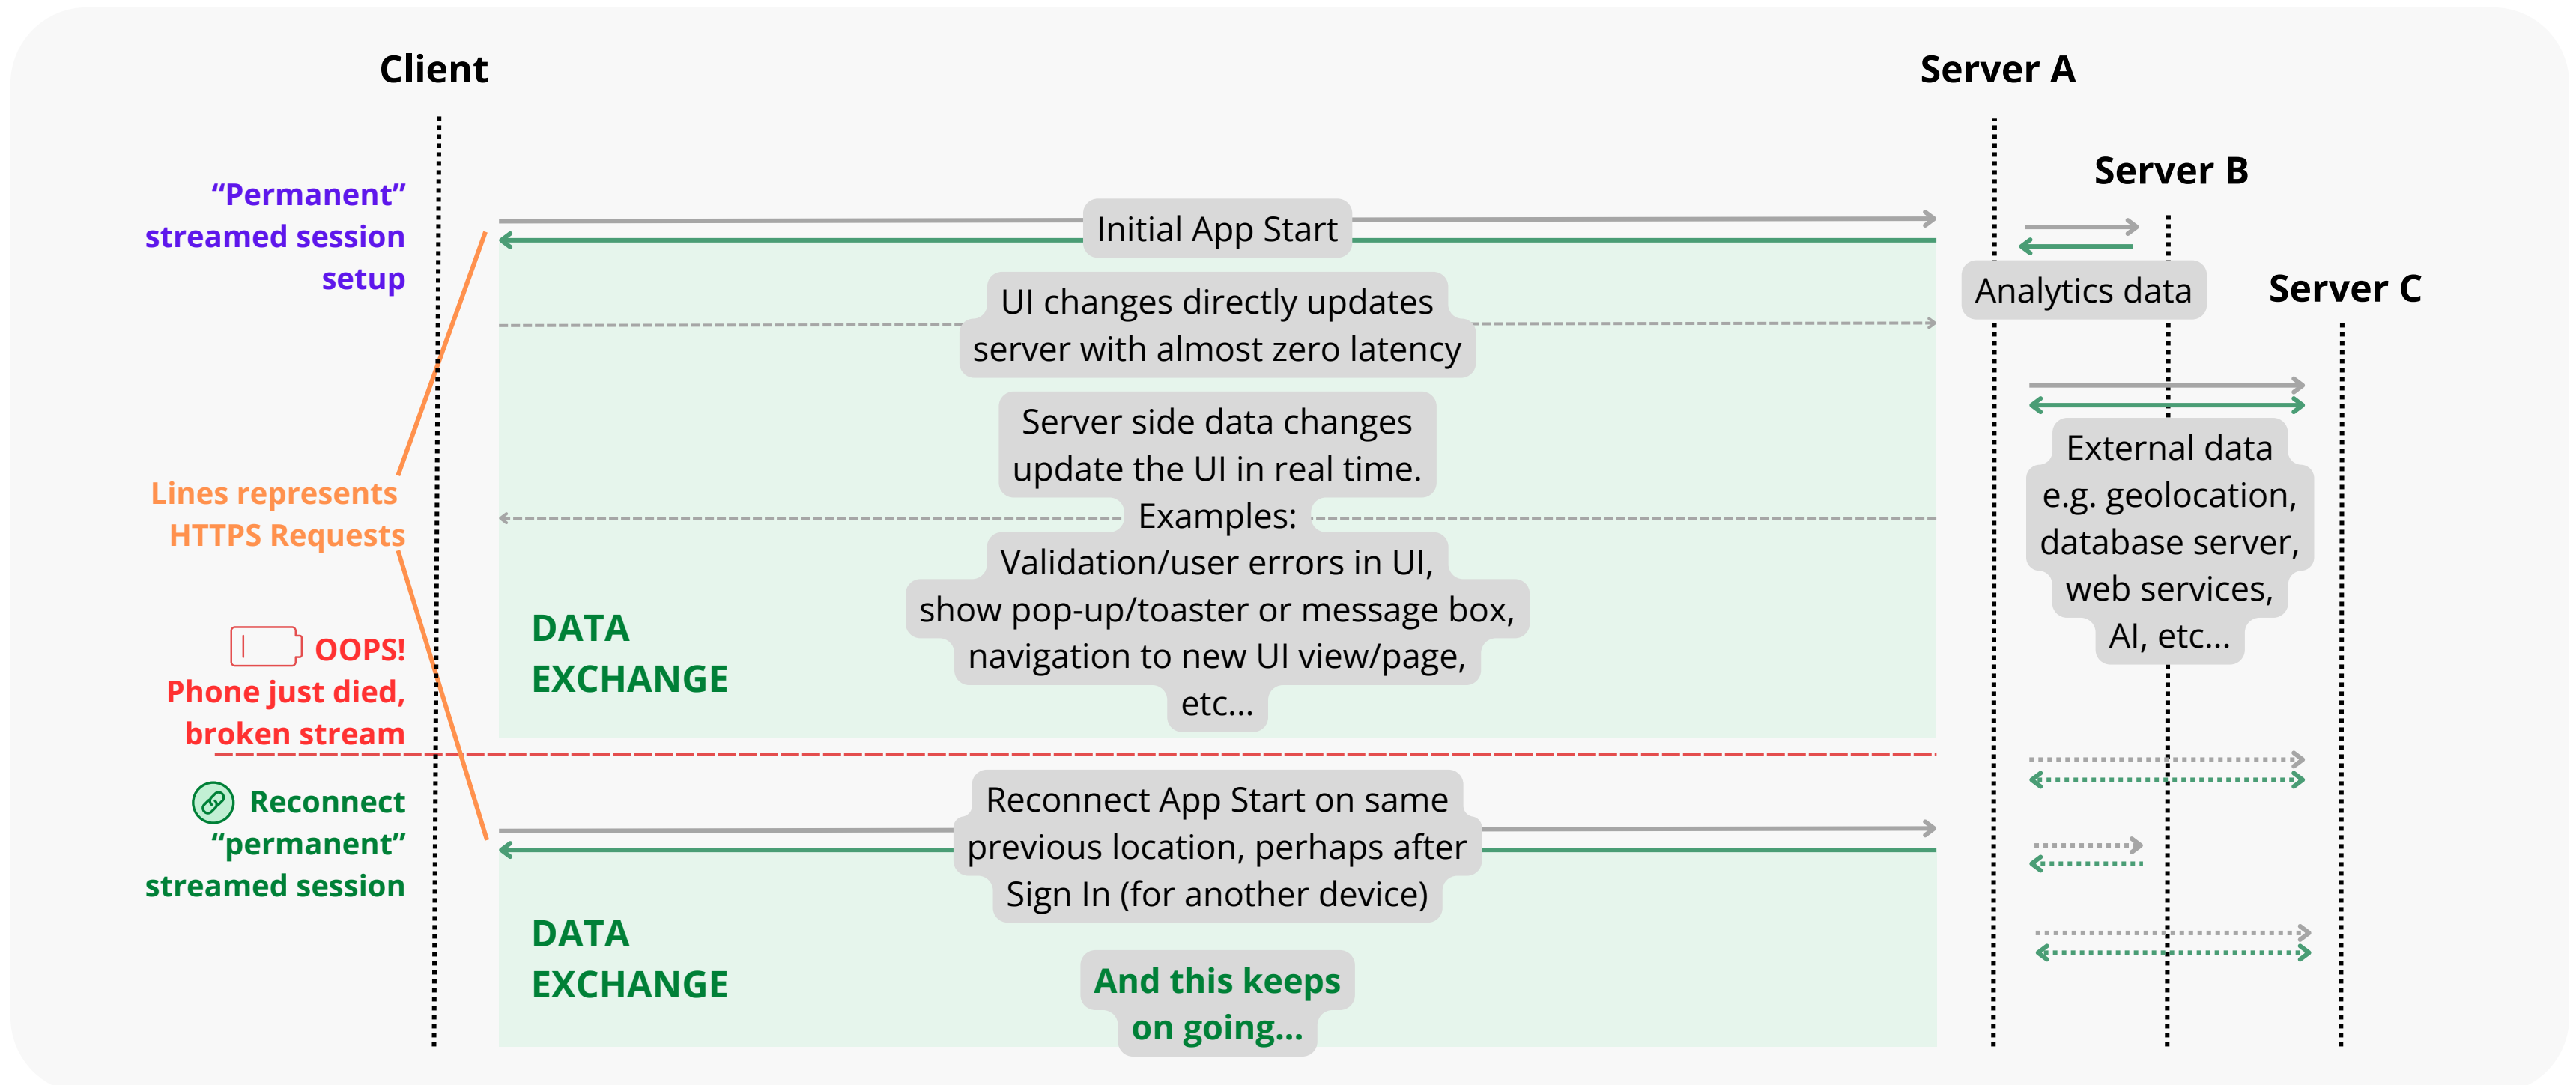 Client
Server A
Server B
Server C
“Permanent”
streamed session
setup
Initial App Start
Analytics data
UI changes directly updates
server with almost zero latency
Server side data changes
update the UI in real time.
Examples:
Validation/user errors in UI,
show pop-up/toaster or message box,
navigation to new UI view/page,
etc...
External data
e.g. geolocation,
database server,
web services,
AI, etc...
Lines represents
HTTPS Requests
DATA
EXCHANGE
OOPS!
Phone just died,
broken stream
Reconnect
“permanent”
streamed session
Reconnect App Start on same
previous location, perhaps after
Sign In (for another device)
DATA
EXCHANGE
And this keeps
on going...